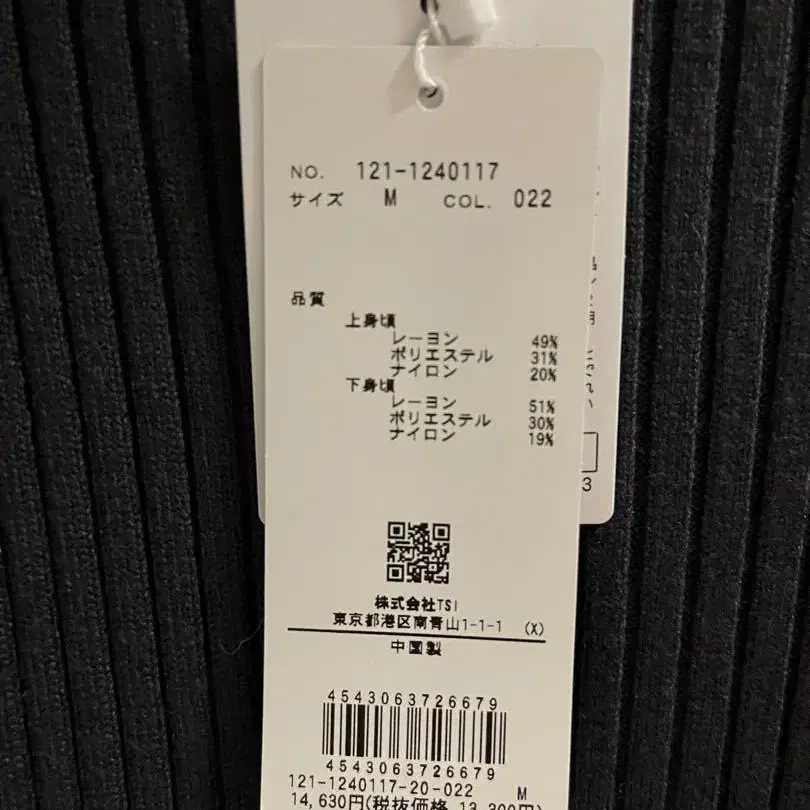 NO. 121-1240117
サイズ M COL. 022
品質
上身頃
レーヨン 49%
ポリエステル 31%
ナイロン 20%
下身頃
レーヨン 51%
ポリエステル 30%
ナイロン 19%
株式会社TSI
東京都港区南青山1-1-1 (X)
中国製
4543063726679
4543063726679
121-1240117-20-022 M
14,630円(税抜価格 13,300円)
3